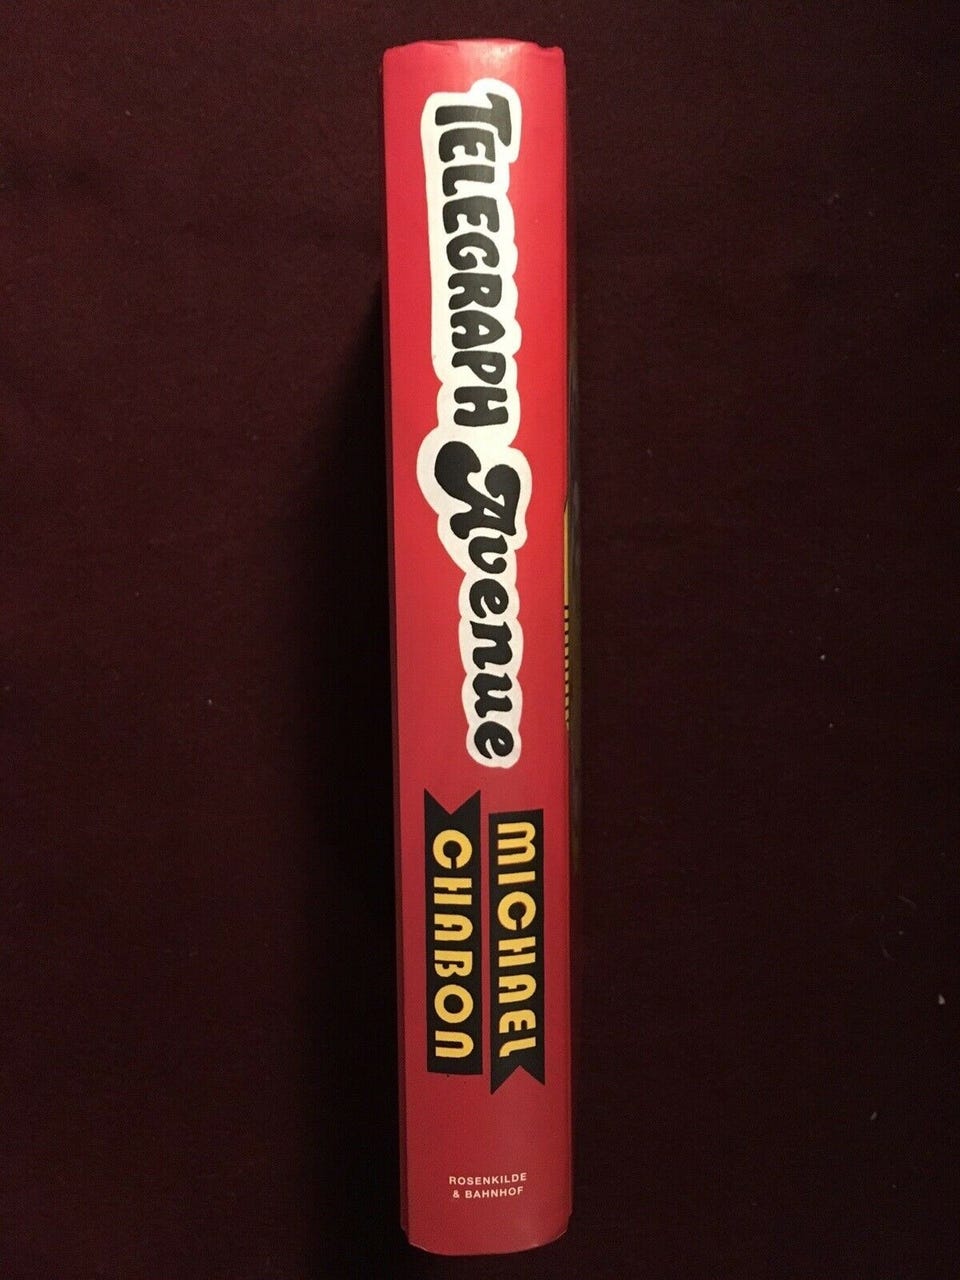 TELEGRAPH Avenue
MICHAEL
CHABON
ROSENKILDE
& BAHNHOF